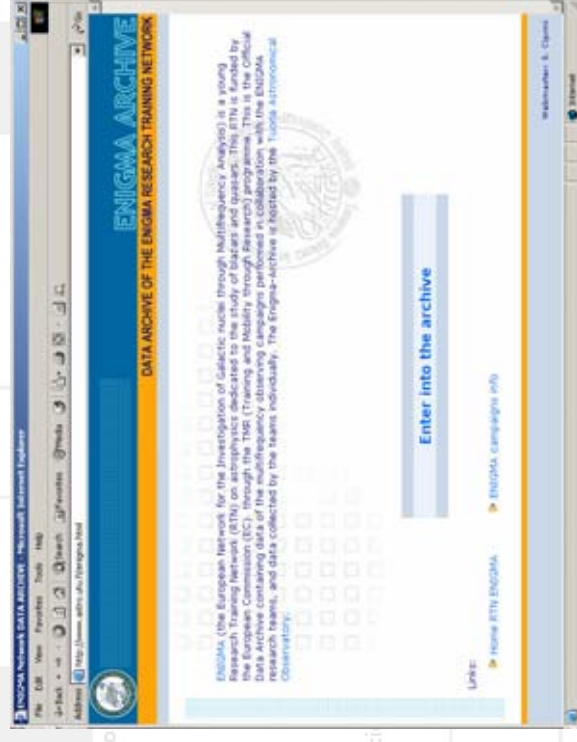 ENIGMA Network DATA ARCHIVE - Microsoft Internet Explorer
File Edit View Favorites Tools Help
Back Search Favorites Media
Address http://www.astro.utu.fi/enigma.html
Go
ENIGMA ARCHIVE
DATA ARCHIVE OF THE ENIGMA RESEARCH TRAINING NETWORK
ENIGMA (the European Network for the Investigation of Galactic nuclei through Multifrequency Analysis) is a young
Research Training Network (RTN) on astrophysics dedicated to the study of blazars and quasars. This RTN is funded by
the European Commission (EC), through the TMR (Training and Mobility through Research) programme. This is the Official
Data Archive containing data of the multifrequency observing campaigns performed in collaboration with the ENIGMA
research teams, and data collected by the teams individually. The Enigma-Archive is hosted by the Tuorla Astronomical
Observatory.
Enter into the archive
Links:
Home RTN ENIGMA - ENIGMA campaigns info
Webmaster: S. Ciprini
Internet